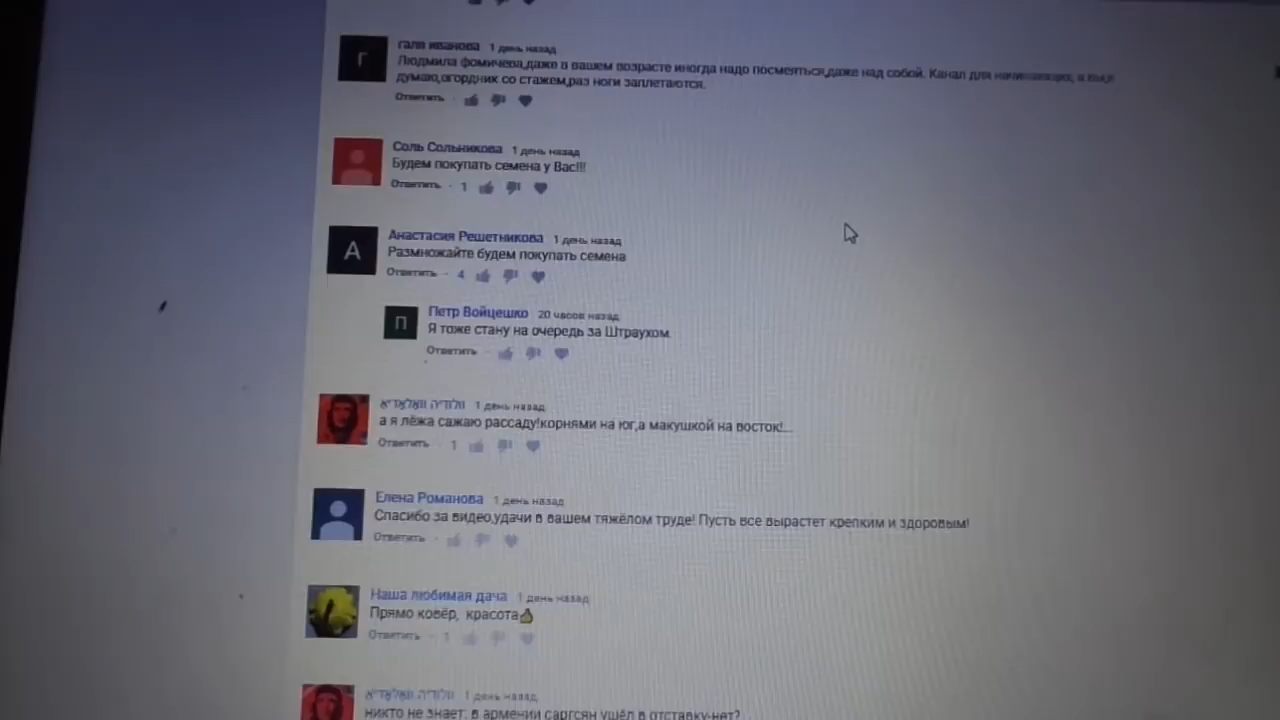 галя иванова 1 день назад
Людмила фомичева,даже в вашем возрасте иногда надо посмеяться,даже над собой. Канал для начинающих, а вы,я
думаю,огордник со стажем,раз ноги заплетаются.
Ответить
Г
Соль Сольникова 1 день назад
Будем покупать семена у Вас!!!
Ответить · 1
Анастасия Решетникова 1 день назад
А
Размножайте будем покупать семена
Ответить · 4
Петр Войцешко 20 часов назад
П
Я тоже стану на очередь за Штраухом.
Ответить
1 день назад
а я лёжа сажаю рассаду!корнями на юг,а макушкой на восток!...
Ответить · 1
Елена Романова 1 день назад
Спасибо за видео,удачи в вашем тяжёлом труде! Пусть все вырастет крепким и здоровым!
Ответить
Наша любимая дача 1 день назад
Прямо ковёр, красота👍
Ответить · 1
1 день назад
никто не знает: в армении саргсян ушёл в отставку-нет?